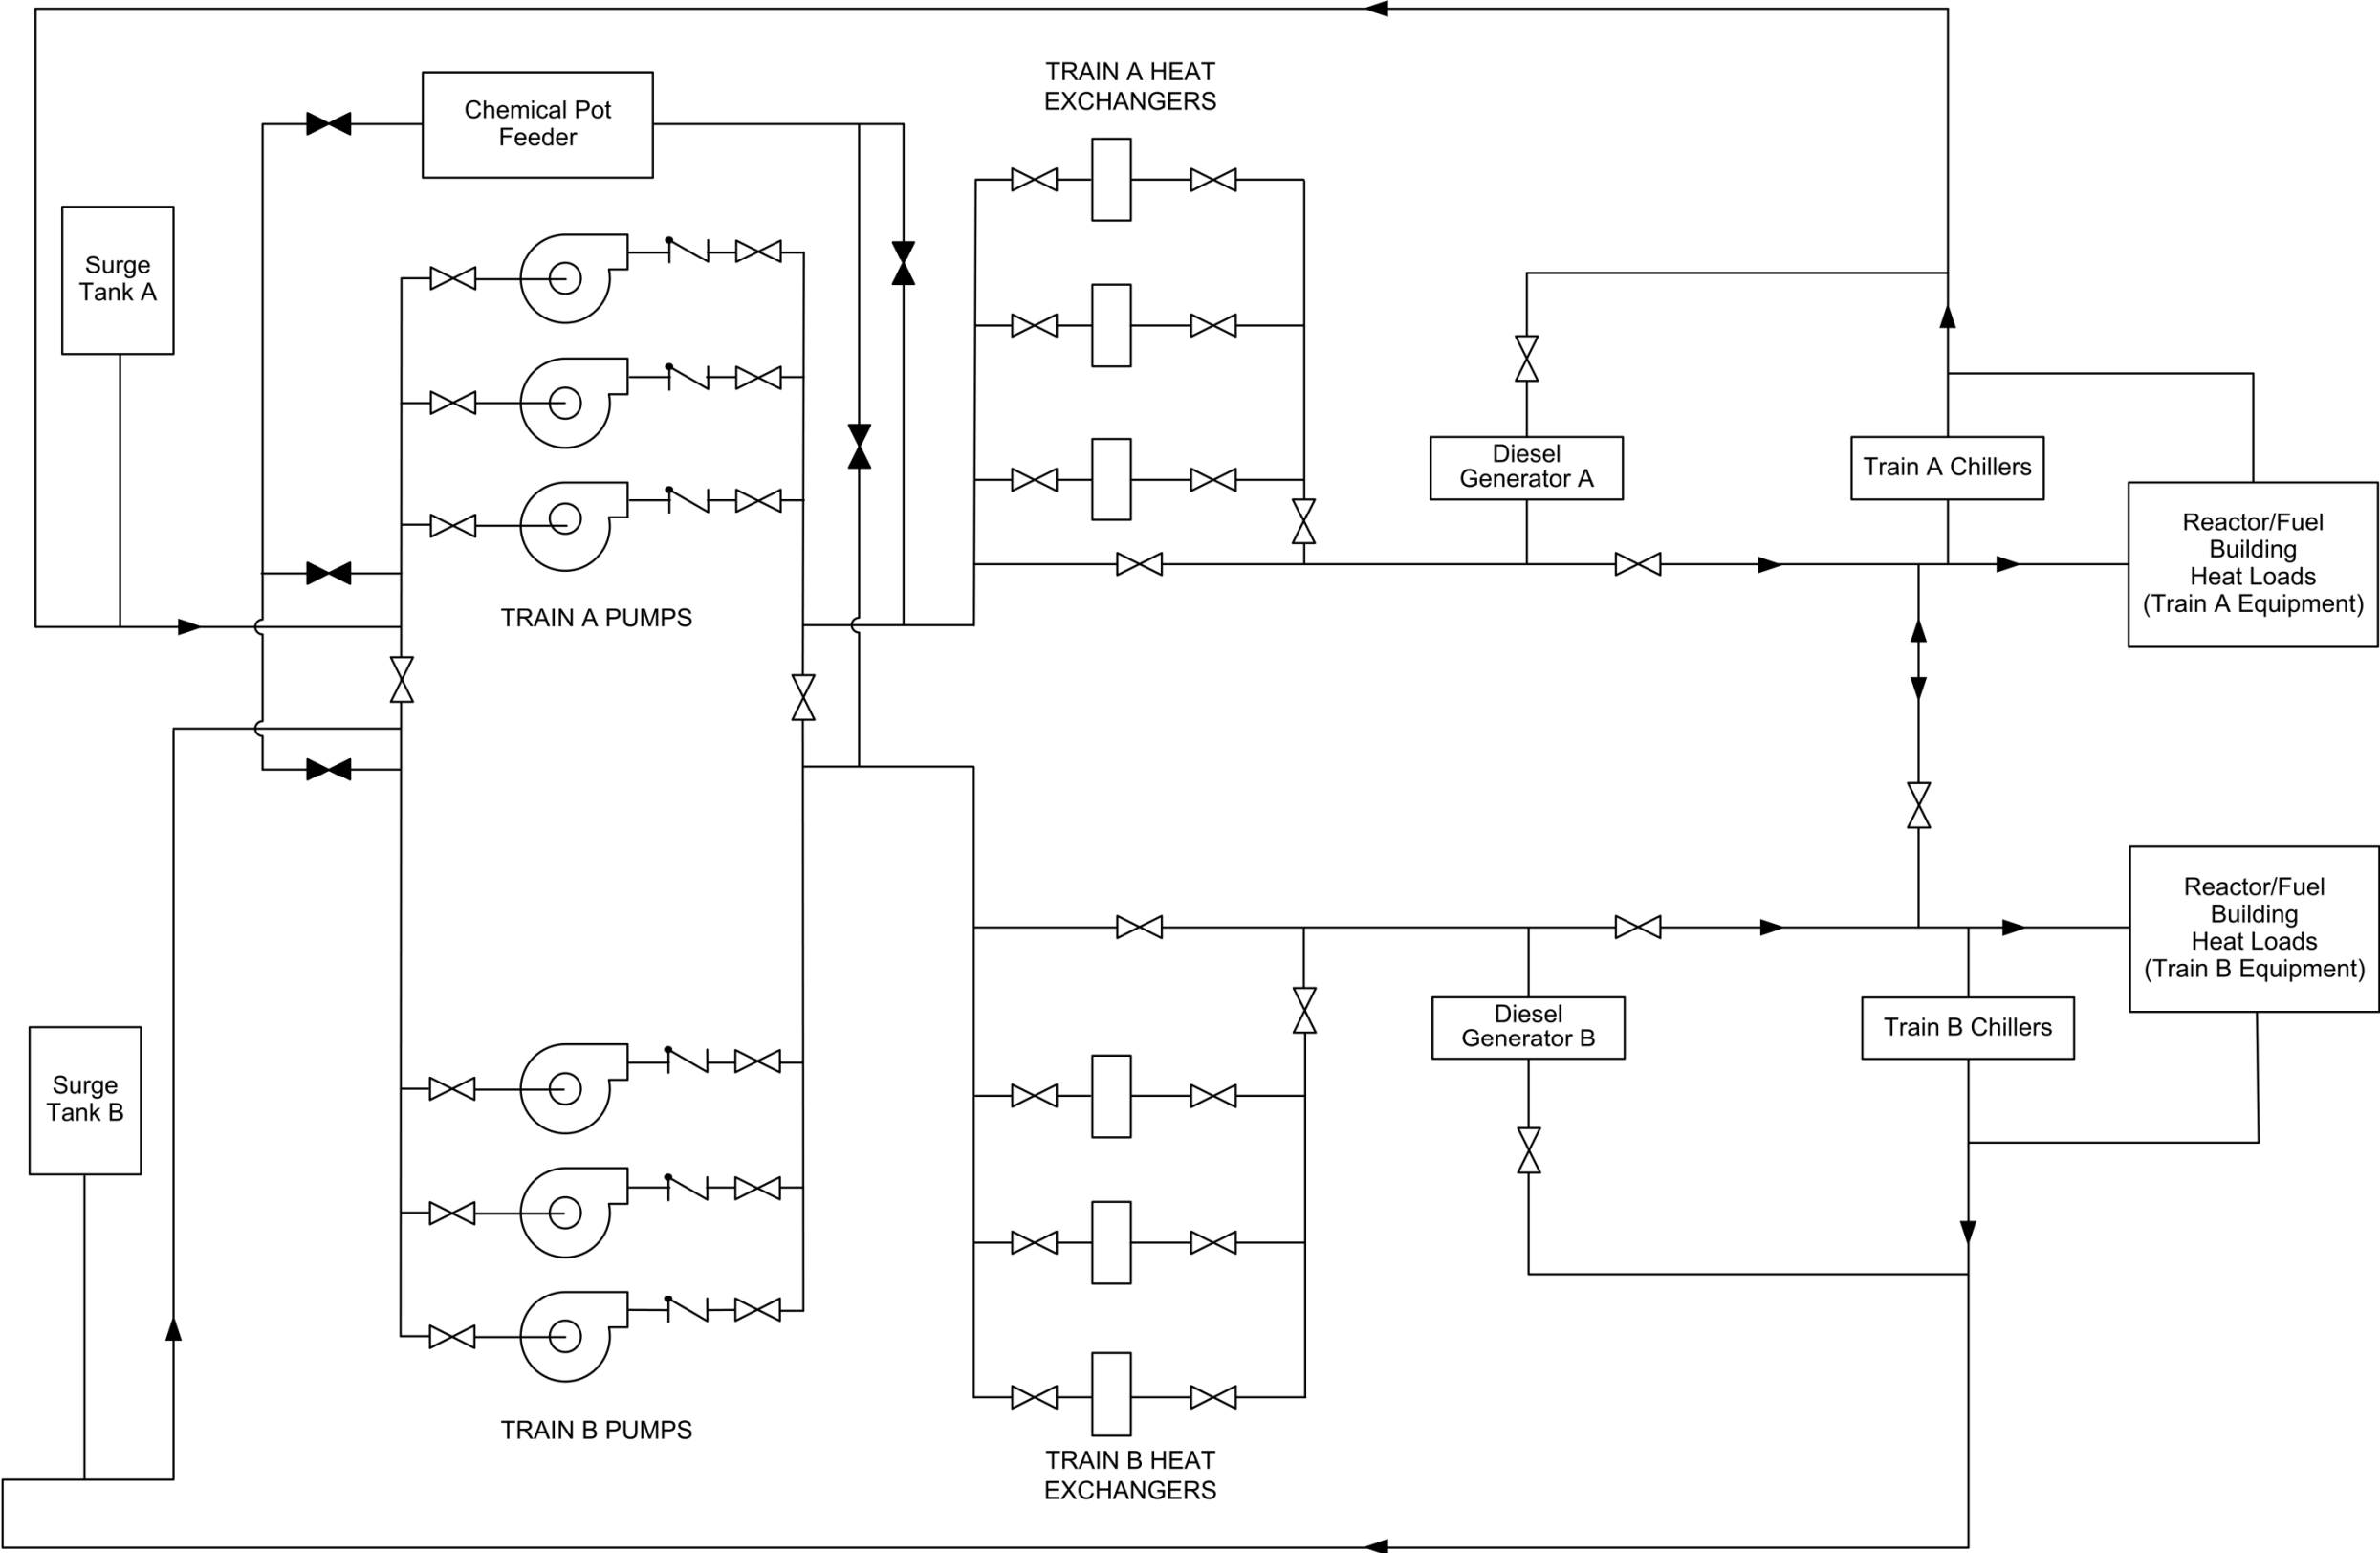 TRAIN A HEAT
EXCHANGERS
Chemical Pot
Feeder
Surge
Tank A
Diesel
Generator A
Train A Chillers
Reactor/Fuel
Building
Heat Loads
(Train A Equipment)
TRAIN A PUMPS
Reactor/Fuel
Building
Heat Loads
(Train B Equipment)
Diesel
Generator B
Train B Chillers
Surge
Tank B
TRAIN B PUMPS
TRAIN B HEAT
EXCHANGERS